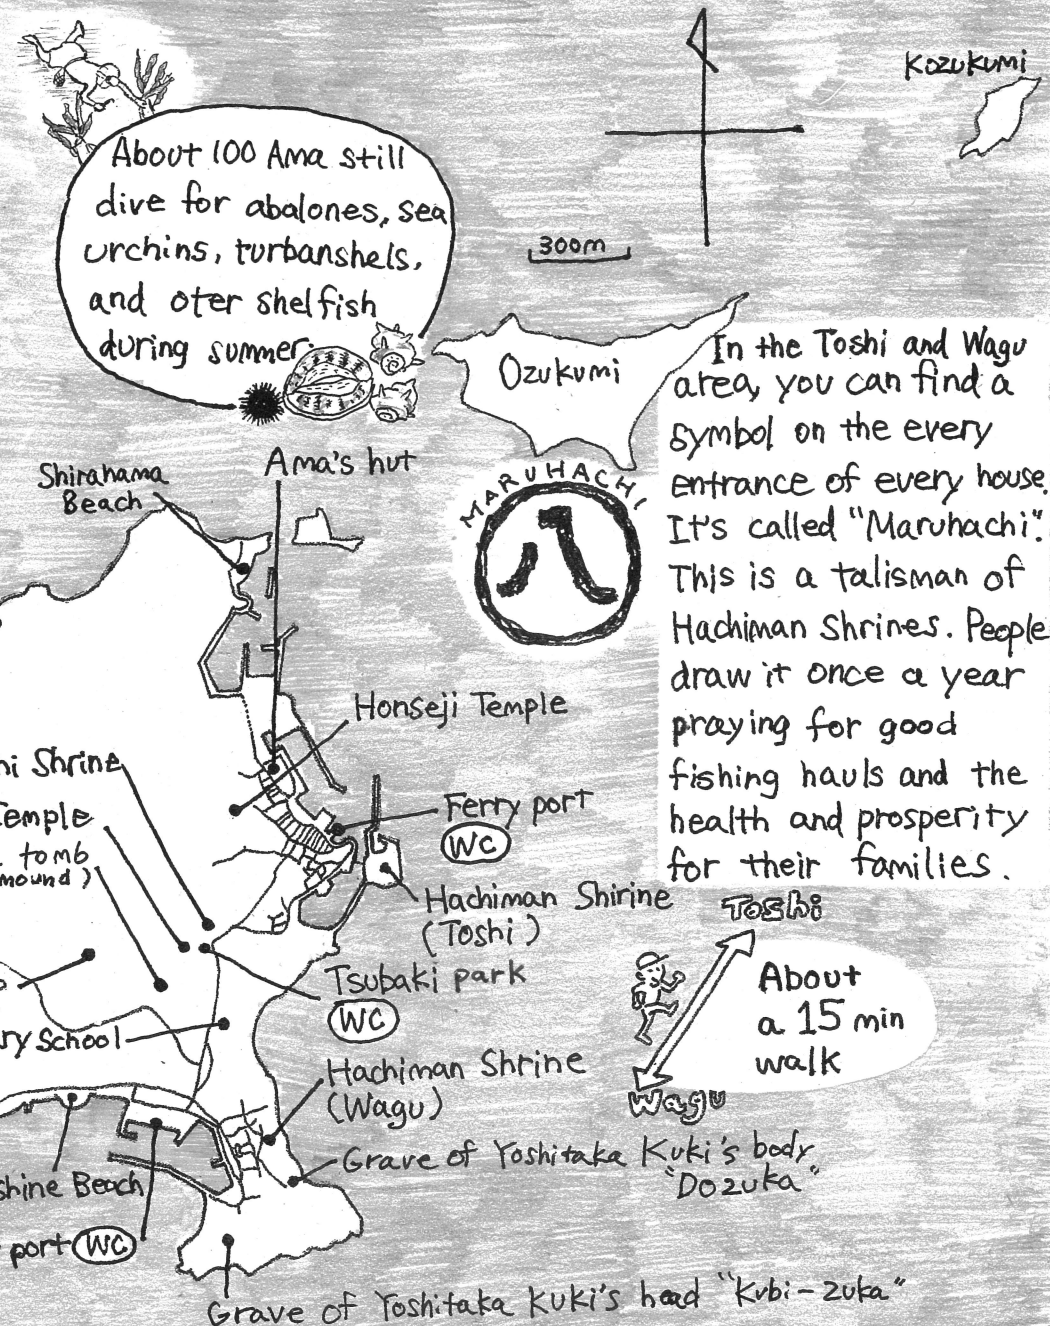 Kozukumi
About 100 Ama still
dive for abalones, sea
urchins, turbanshels,
and oter shelfish
during summer.
300m
Ozukumi
In the Toshi and Wagu
area, you can find a
symbol on the every
entrance of every house.
It's called "Maruhachi".
This is a talisman of
Hachiman Shrines. People
draw it once a year
praying for good
fishing hauls and the
health and prosperity
for their families.
MARUHACHI
八
Shirahama
Beach
Ama's hut
Honseji Temple
hi Shrine
Temple
tomb
mound)
Ferry port
WC
Hachiman Shirine
(Toshi)
Tsubaki park
WC
ry School
Hachiman Shrine
(Wagu)
Toshi
About
a 15 min
walk
Wagu
Grave of Yoshitaka Kuki's body
"Dozuka"
shine Beach
port WC
Grave of Yoshitaka KUKI's head "Kubi-zuka"